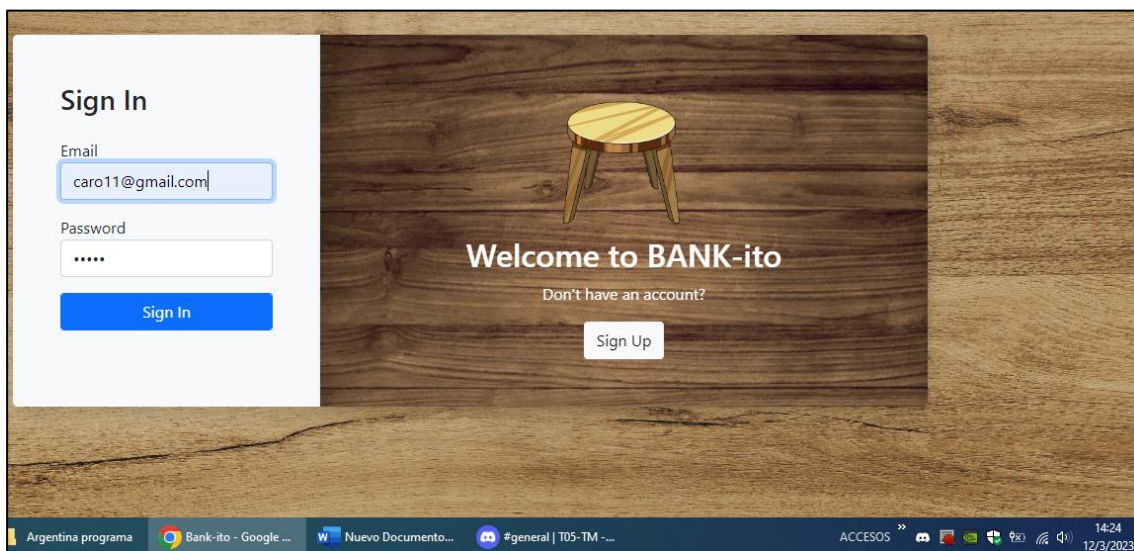 Sign In
Email
caro11@gmail.com
Password
•••••
Sign In
Welcome to BANK-ito
Don't have an account?
Sign Up
Argentina programa
Bank-ito - Google ...
Nuevo Documento...
#general | T05-TM -...
ACCESOS
»
14:24
12/3/2023